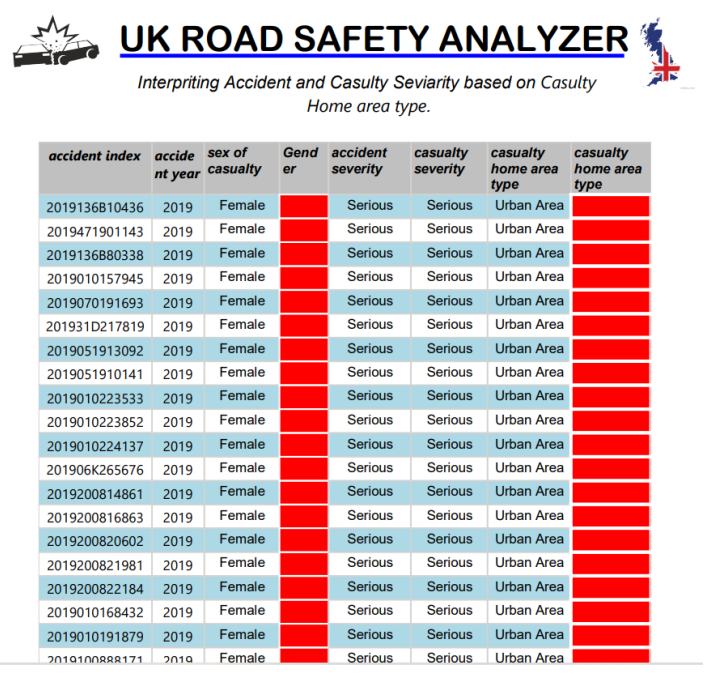 UK ROAD SAFETY ANALYZER
Interpriting Accident and Casulty Seviarity based on Casulty
Home area type.
accident index accide nt year sex of casualty Gend er accident severity casualty severity casualty home area type casualty home area type
2019136B10436 2019 Female Serious Serious Urban Area
2019471901143 2019 Female Serious Serious Urban Area
2019136B80338 2019 Female Serious Serious Urban Area
2019010157945 2019 Female Serious Serious Urban Area
2019070191693 2019 Female Serious Serious Urban Area
201931D217819 2019 Female Serious Serious Urban Area
2019051913092 2019 Female Serious Serious Urban Area
2019051910141 2019 Female Serious Serious Urban Area
2019010223533 2019 Female Serious Serious Urban Area
2019010223852 2019 Female Serious Serious Urban Area
2019010224137 2019 Female Serious Serious Urban Area
201906K265676 2019 Female Serious Serious Urban Area
2019200814861 2019 Female Serious Serious Urban Area
2019200816863 2019 Female Serious Serious Urban Area
2019200820602 2019 Female Serious Serious Urban Area
2019200821981 2019 Female Serious Serious Urban Area
2019200822184 2019 Female Serious Serious Urban Area
2019010168432 2019 Female Serious Serious Urban Area
2019010191879 2019 Female Serious Serious Urban Area
2019100888171 2019 Female Serious Serious Urban Area